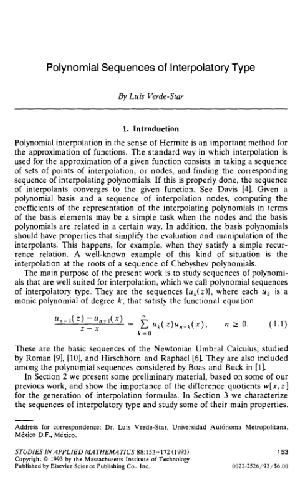 Polynomial Sequences of Interpolatory Type
By Luis Verde-Star
1. Introduction
Polynomial interpolation in the sense of Hermite is an important method for
the approximation of functions. The standard way in which interpolation is
used for the approximation of a given function consists in taking a sequence
of sets of points of interpolation, or nodes, and finding the corresponding
sequence of interpolating polynomials. If this is properly done, the sequence
of interpolants converges to the given function. See Davis [4]. Given a
polynomial basis and a sequence of interpolation nodes, computing the
coefficients of the representation of the interpolating polynomials in terms
of the basis elements may be a simple task when the nodes and the basis
polynomials are related in a certain way. In addition, the basis polynomials
should have properties that simplify the evaluation and manipulation of the
interpolants. This happens, for example, when they satisfy a simple recur-
rence relation. A well-known example of this kind of situation is the
interpolation at the roots of a sequence of Chebyshev polynomials.
The main purpose of the present work is to study sequences of polynomi-
als that are well suited for interpolation, which we call polynomial sequences
of interpolatory type. They are the sequences {uₖ(z)}, where each uₖ is a
monic polynomial of degree k, that satisfy the functional equation
(uₙ₊₁(z) − uₙ₊₁(x)) / (z − x) = Σₖ₌₀ⁿ uₖ(z)uₙ₋ₖ(x), n ≥ 0. (1.1)
These are the basic sequences of the Newtonian Umbral Calculus, studied
by Roman [9], [10], and Hirschhorn and Raphael [6]. They are also included
among the polynomial sequences considered by Boas and Buck in [1].
In Section 2 we present some preliminary material, based on some of our
previous work, and show the importance of the difference quotients w[x, z]
for the generation of interpolation formulas. In Section 3 we characterize
the sequences of interpolatory type and study some of their main properties.
Address for correspondence: Dr. Luis Verde-Star, Universidad Autónoma Metropolitana,
México D.F., México.
STUDIES IN APPLIED MATHEMATICS 88:153–172 (1993) 153
Copyright © 1993 by the Massachusetts Institute of Technology
Published by Elsevier Science Publishing Co., Inc. 0022-2526/93/$6.00